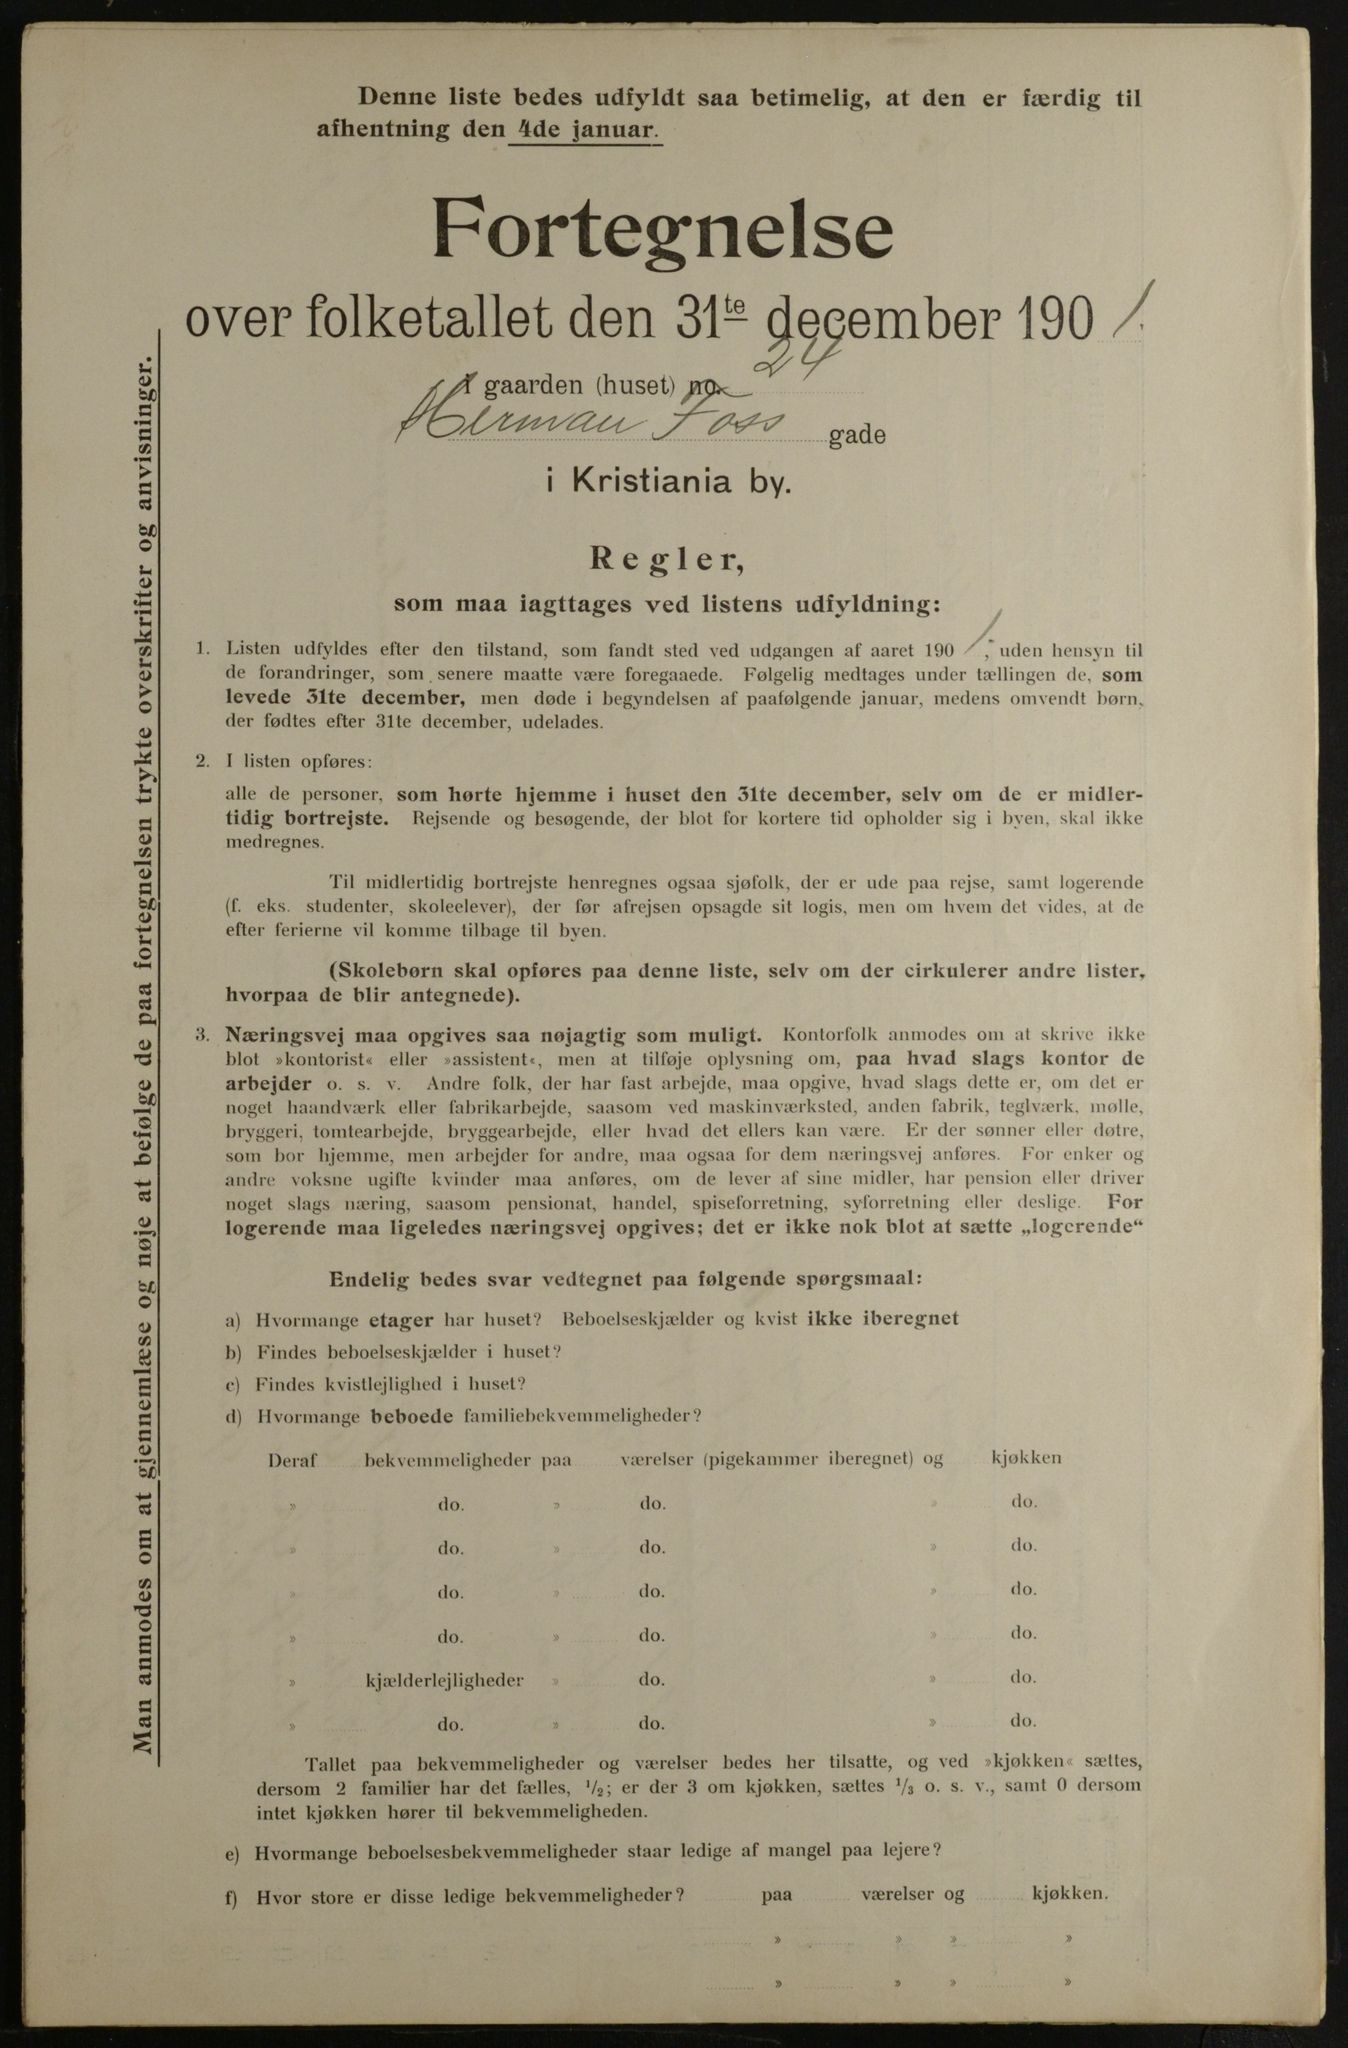 Denne liste bedes udfyldt saa betimelig, at den er færdig til
afhentning den 4de januar.
Fortegnelse
over folketallet den 31te december 1901.
I gaarden (huset) no. 24
Herman Foss gade
i Kristiania by.
Regler,
som maa iagttages ved listens udfyldning:
1. Listen udfyldes efter den tilstand, som fandt sted ved udgangen af aaret 1901; uden hensyn til
de forandringer, som senere maatte være foregaaede. Følgelig medtages under tællingen de, som
levede 31te december, men døde i begyndelsen af paafølgende januar, medens omvendt børn,
der fødtes efter 31te december, udelades.
2. I listen opføres:
alle de personer, som hørte hjemme i huset den 31te december, selv om de er midler-
tidig bortrejste. Rejsende og besøgende, der blot for kortere tid opholder sig i byen, skal ikke
medregnes.
Til midlertidig bortrejste henregnes ogsaa sjøfolk, der er ude paa rejse, samt logerende
(f. eks. studenter, skoleelever), der før afrejsen opsagde sit logis, men om hvem det vides, at de
efter ferierne vil komme tilbage til byen.
(Skolebørn skal opføres paa denne liste, selv om der cirkulerer andre lister,
hvorpaa de blir antegnede).
3. Næringsvej maa opgives saa nøjagtig som muligt. Kontorfolk anmodes om at skrive ikke
blot »kontorist« eller »assistent«, men at tilføje oplysning om, paa hvad slags kontor de
arbejder o. s. v. Andre folk, der har fast arbejde, maa opgive, hvad slags dette er, om det er
noget haandværk eller fabrikarbejde, saasom ved maskinværksted, anden fabrik, teglværk, mølle,
bryggeri, tomtearbejde, bryggearbejde, eller hvad det ellers kan være. Er der sønner eller døtre,
som bor hjemme, men arbejder for andre, maa ogsaa for dem næringsvej anføres. For enker og
andre voksne ugifte kvinder maa anføres, om de lever af sine midler, har pension eller driver
noget slags næring, saasom pensionat, handel, spiseforretning, syforretning eller deslige. For
logerende maa ligeledes næringsvej opgives; det er ikke nok blot at sætte „logerende“
Endelig bedes svar vedtegnet paa følgende spørgsmaal:
a) Hvormange etager har huset? Beboelseskjælder og kvist ikke iberegnet
b) Findes beboelseskjælder i huset?
c) Findes kvistlejlighed i huset?
d) Hvormange beboede familiebekvemmeligheder?
Deraf bekvemmeligheder paa værelser (pigekammer iberegnet) og kjøkken
» do. » do. » do.
» do. » do. » do.
» do. » do. » do.
» do. » do. » do.
» kjælderlejligheder » do. » do.
» do. » do. » do.
Tallet paa bekvemmeligheder og værelser bedes her tilsatte, og ved »kjøkken« sættes,
dersom 2 familier har det fælles, 1/2; er der 3 om kjøkken, sættes 1/3 o. s. v., samt 0 dersom
intet kjøkken hører til bekvemmeligheden.
e) Hvormange beboelsesbekvemmeligheder staar ledige af mangel paa lejere?
f) Hvor store er disse ledige bekvemmeligheder? paa værelser og kjøkken.
» » » »
» » » »
Man anmodes om at gjennemlæse og nøje at befølge de paa fortegnelsen trykte overskrifter og anvisninger.